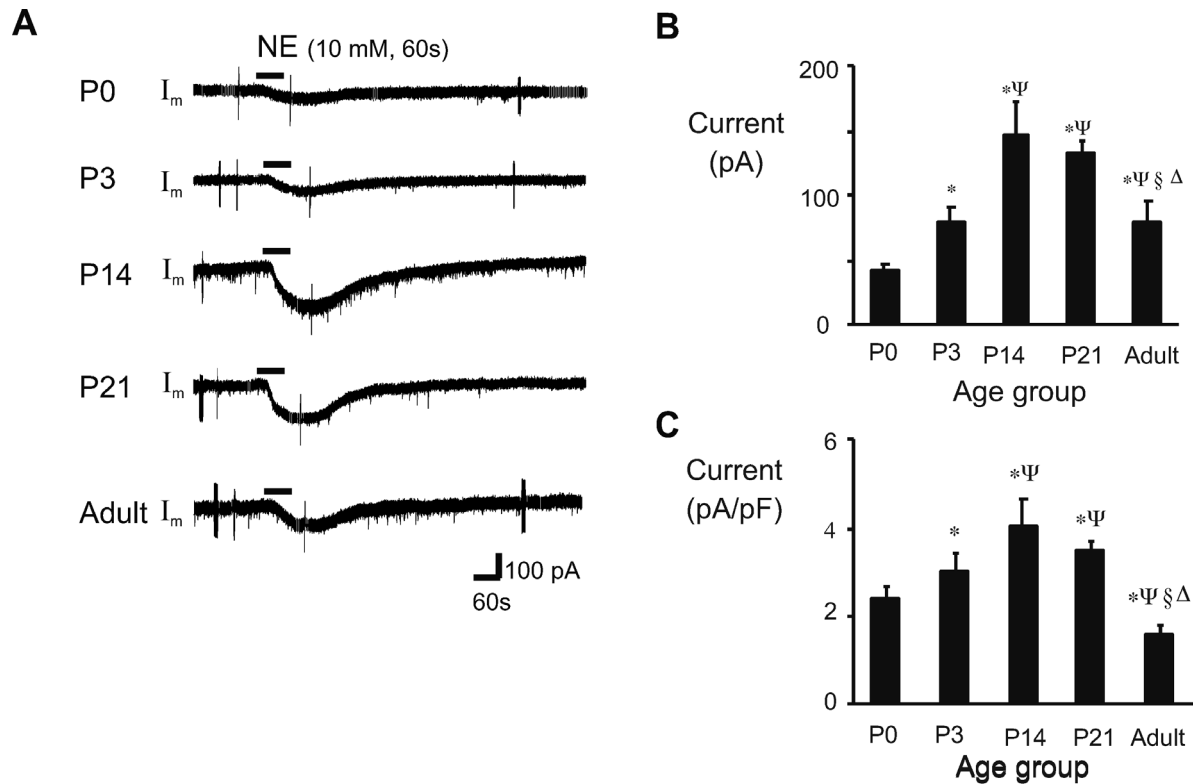 A
NE (10 mM, 60s)
P0 Im
P3 Im
P14 Im
P21 Im
Adult Im
100 pA
60s
B
Current
(pA)
200
100
0
*Ψ
*Ψ
*
*Ψ § Δ
P0 P3 P14 P21 Adult
Age group
C
Current
(pA/pF)
6
4
2
0
*Ψ
*Ψ
*
*Ψ § Δ
P0 P3 P14 P21 Adult
Age group